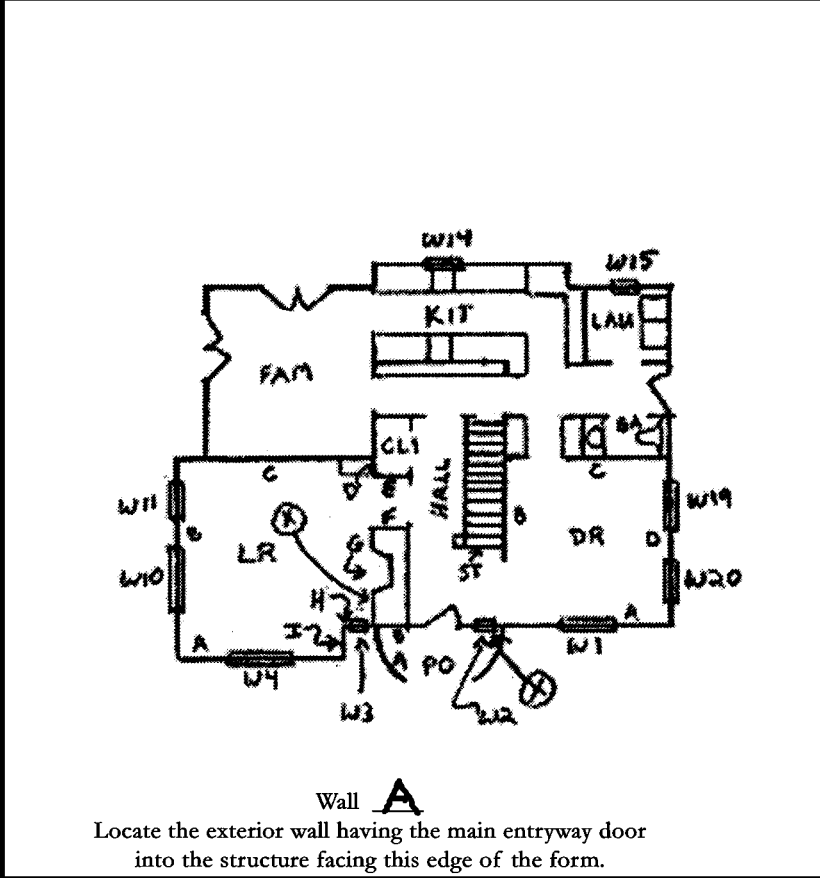 W14
W15
KIT
LAU
FAM
BA
CL1
C
C
D
E
HALL
W11
W19
B
F
B
LR
G
DR
D
W10
ST
W20
H
I
A
A
B
A
PO
W4
W1
W3
W2
Wall A
Locate the exterior wall having the main entryway door
into the structure facing this edge of the form.